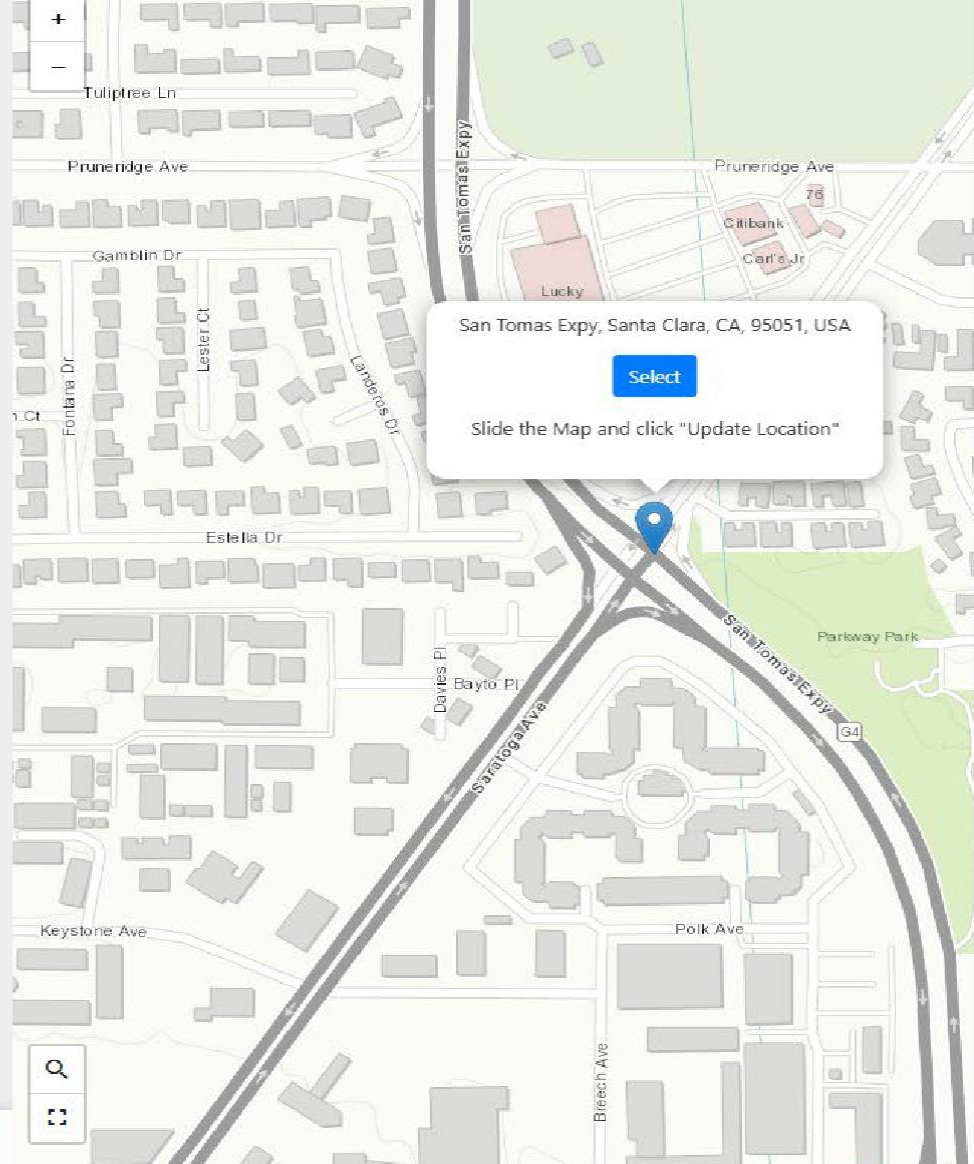 +
−
Tuliptree Ln
San Tomas Expy
Pruneridge Ave
Pruneridge Ave
76
Citibank
Carl's Jr
Gamblin Dr
Lucky
San Tomas Expy, Santa Clara, CA, 95051, USA
Select
Slide the Map and click "Update Location"
Lester Ct
Fontana Dr
Landeros Dr
Ct
Estella Dr
San Tomas Expy
Parkway Park
Davies Pl
Bayto Pl
G4
Saratoga Ave
Keystone Ave
Polk Ave
Breech Ave